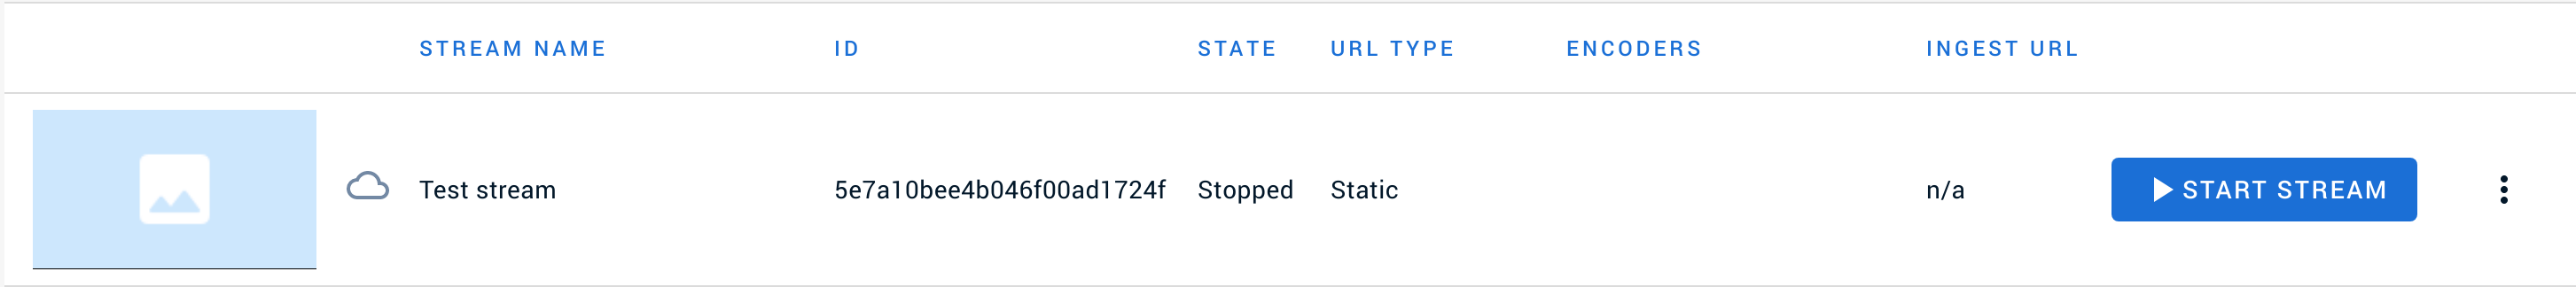 STREAM NAME ID STATE URL TYPE ENCODERS INGEST URL
Test stream 5e7a10bee4b046f00ad1724f Stopped Static n/a START STREAM